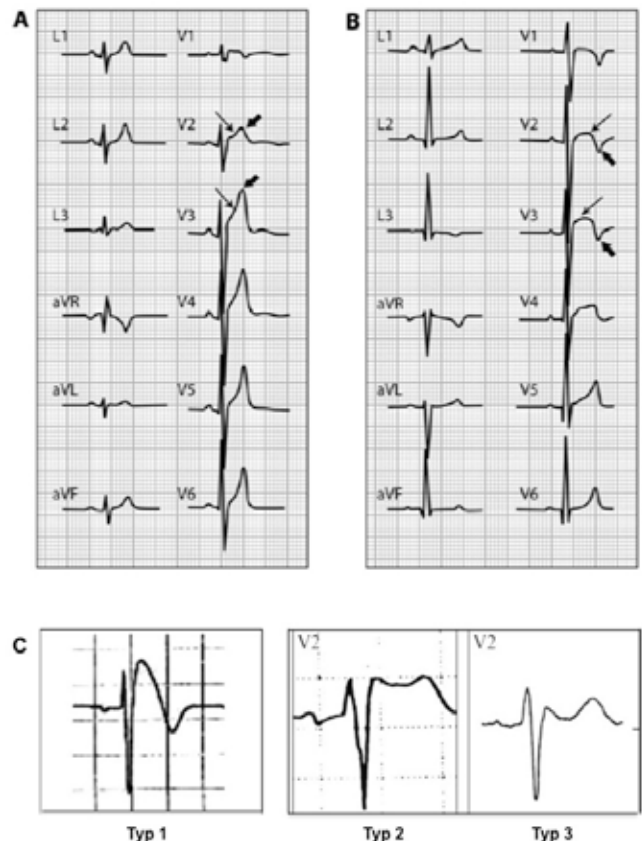 A
L1 V1
L2 V2
L3 V3
aVR V4
aVL V5
aVF V6
B
L1 V1
L2 V2
L3 V3
aVR V4
aVL V5
aVF V6
C
V2 V2
Typ 1 Typ 2 Typ 3